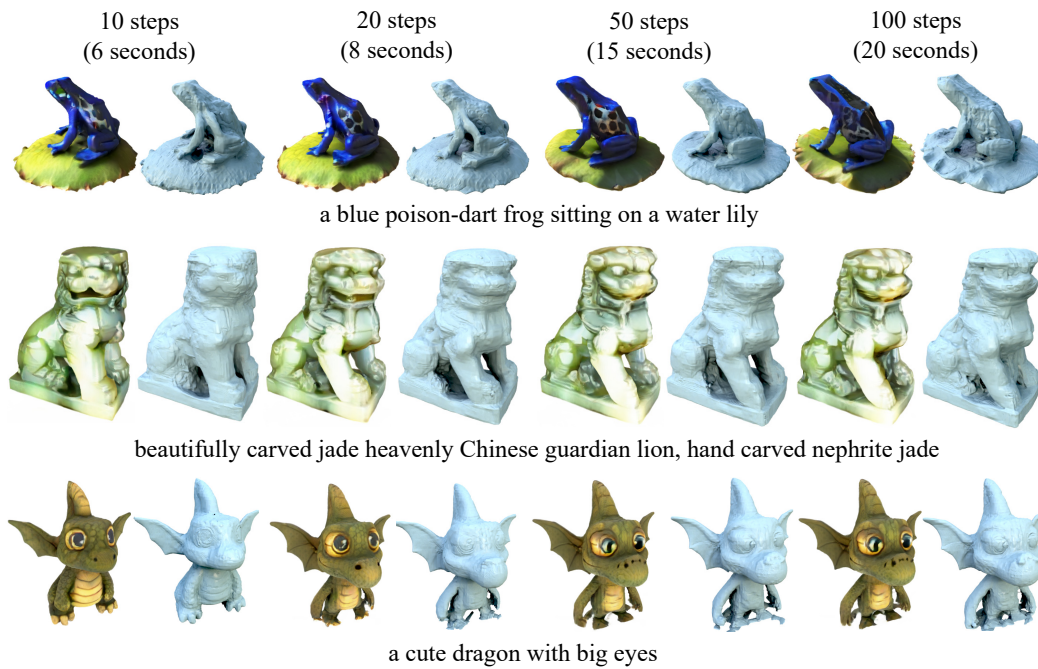 10 steps
(6 seconds)
20 steps
(8 seconds)
50 steps
(15 seconds)
100 steps
(20 seconds)
a blue poison-dart frog sitting on a water lily
beautifully carved jade heavenly Chinese guardian lion, hand carved nephrite jade
a cute dragon with big eyes